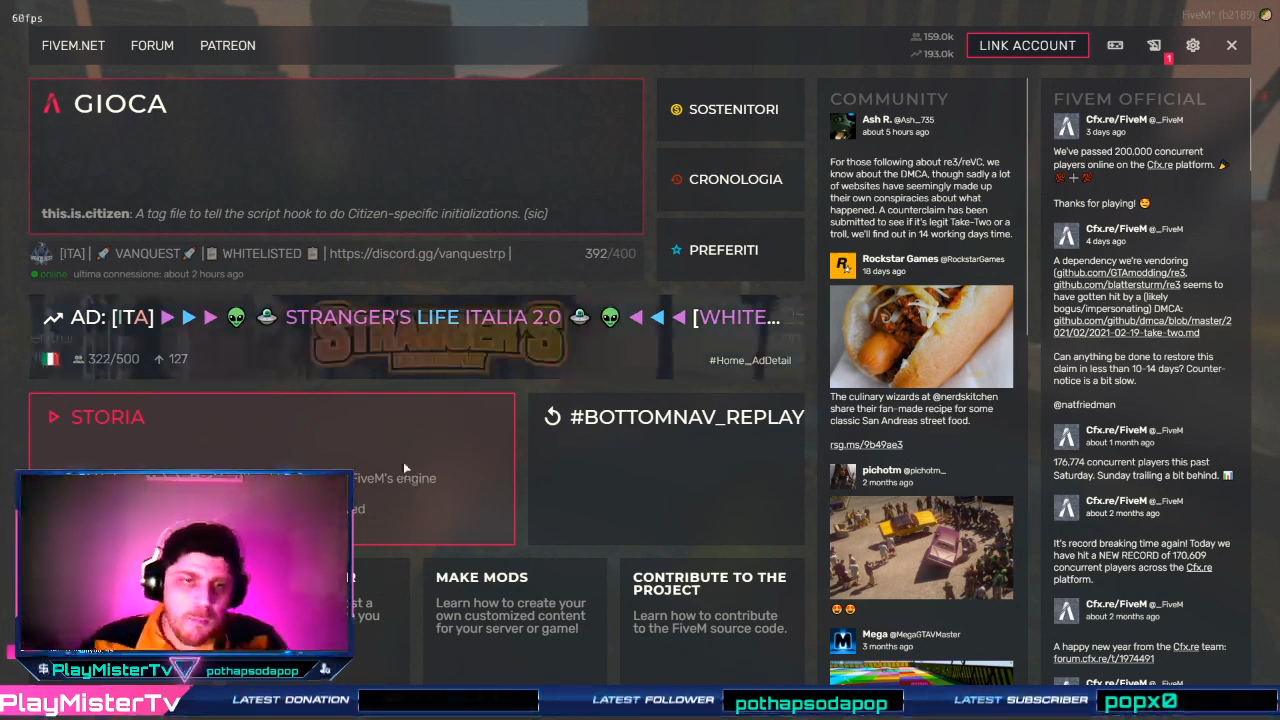 60fps
FiveM* (b2189)
FIVEM.NET
FORUM
PATREON
159.0k
193.0k
LINK ACCOUNT
1
GIOCA
this.is.citizen: A tag file to tell the script hook to do Citizen-specific initializations. (sic)
[ITA] | 🚀 VANQUEST🚀 |📋 WHITELISTED 📋 | https://discord.gg/vanquestrp |
392/400
online ultima connessione: about 2 hours ago
SOSTENITORI
CRONOLOGIA
PREFERITI
AD: [ITA] ▶ ▶ ▶ 👽 🛸 STRANGER'S LIFE ITALIA 2.0 🛸 👽 ◀ ◀ ◀ [WHITE...
322/500
127
#Home_AdDetail
STORIA
FiveM's engine
ed
#BOTTOMNAV_REPLAY
st a
you
MAKE MODS
Learn how to create your
own customized content
for your server or game!
CONTRIBUTE TO THE
PROJECT
Learn how to contribute
to the FiveM source code.
COMMUNITY
Ash R. @Ash_735
about 5 hours ago
For those following about re3/reVC, we
know about the DMCA, though sadly a
lot of websites have seemingly made up
their own conspiracies about what
happened. A counterclaim has been
submitted to see if it's legit Take-Two or a
troll, we'll find out in 14 working days time.
Rockstar Games @RockstarGames
18 days ago
The culinary wizards at @nerdskitchen
share their fan-made recipe for some
classic San Andreas street food.
rsg.ms/9b49ae3
pichotm @pichotm_
2 months ago
🤩🤩
Mega @MegaGTAVMaster
3 months ago
FIVEM OFFICIAL
Cfx.re/FiveM @_FiveM
3 days ago
We've passed 200,000 concurrent
players online on the Cfx.re platform. 🎉
Thanks for playing! 😍
Cfx.re/FiveM @_FiveM
4 days ago
A dependency we're vendoring
(github.com/GTAmodding/re3,
github.com/blattersturm/re3 seems to
have gotten hit by a (likely
bogus/impersonating) DMCA:
github.com/github/dmca/blob/master/2
021/02/2021-02-19-take-two.md
Can anything be done to restore this
claim in less than 10-14 days? Counter-
notice is a bit slow.
@natfriedman
Cfx.re/FiveM @_FiveM
about 1 month ago
176,774 concurrent players this past
Saturday. Sunday trailing a bit behind. 📊
Cfx.re/FiveM @_FiveM
about 2 months ago
It's record breaking time again! Today we
have hit a NEW RECORD of 170,609
concurrent players across the Cfx.re
platform.
Cfx.re/FiveM @_FiveM
about 2 months ago
A happy new year from the Cfx.re team:
forum.cfx.re/t/1974491
Cfx.re/FiveM @_FiveM
PlayMisterTv
pothapsodapop
PlayMisterTv
LATEST DONATION
LATEST FOLLOWER
pothapsodapop
LATEST SUBSCRIBER
popx0